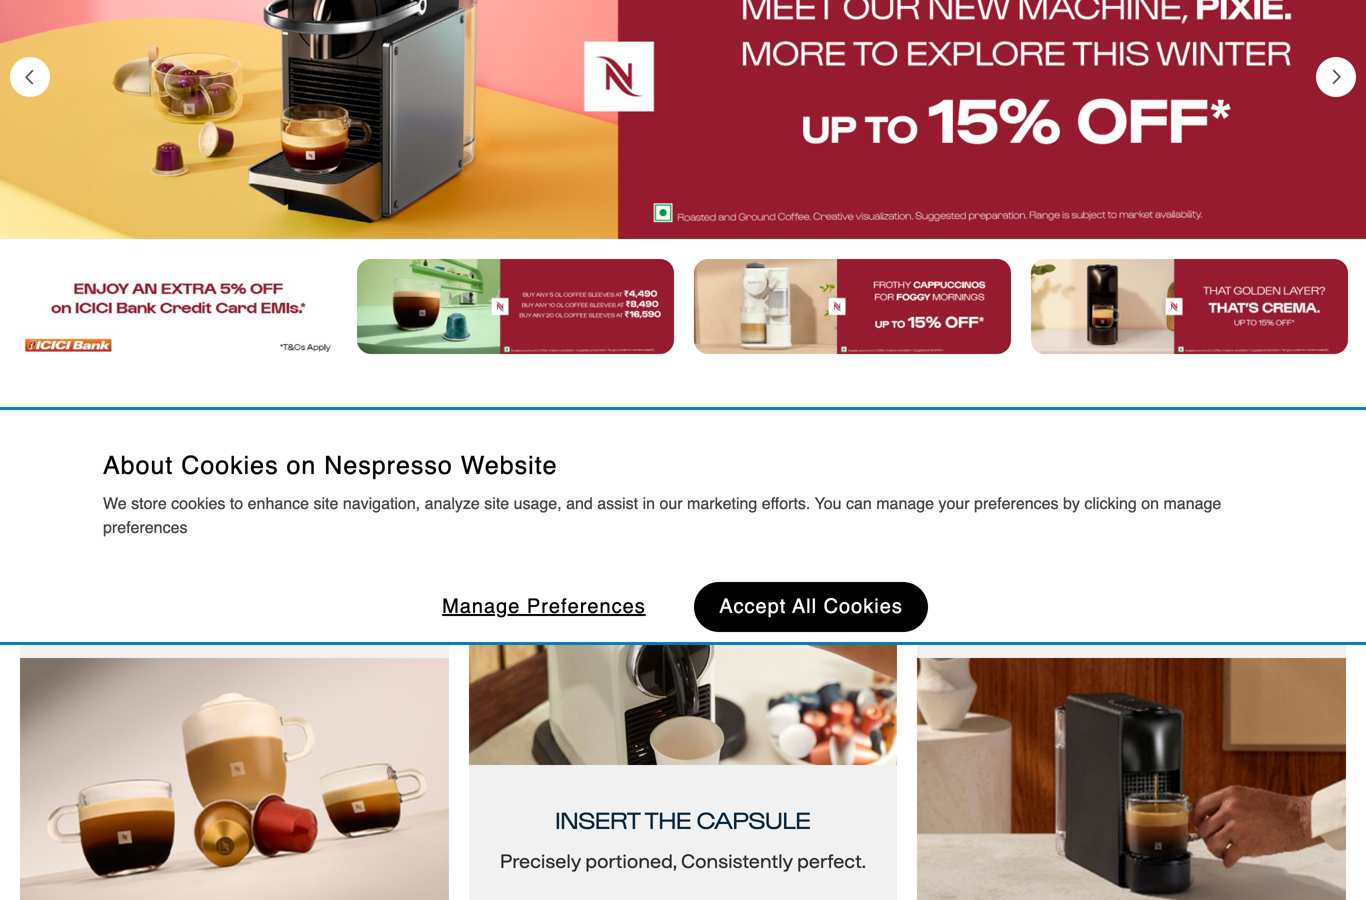 MEET OUR NEW MACHINE, PIXIE.
MORE TO EXPLORE THIS WINTER
UP TO 15% OFF*
Roasted and Ground Coffee. Creative visualization. Suggested preparation. Range is subject to market availability.
ENJOY AN EXTRA 5% OFF
on ICICI Bank Credit Card EMIs.*
ICICI Bank
*T&Cs Apply
BUY ANY 5 OL COFFEE SLEEVES AT ₹4,490
BUY ANY 10 OL COFFEE SLEEVES AT ₹8,490
BUY ANY 20 OL COFFEE SLEEVES AT ₹16,590
FROTHY CAPPUCCINOS
FOR FOGGY MORNINGS
UP TO 15% OFF*
THAT GOLDEN LAYER?
THAT'S CREMA.
UP TO 15% OFF*
About Cookies on Nespresso Website
We store cookies to enhance site navigation, analyze site usage, and assist in our marketing efforts. You can manage your preferences by clicking on manage
preferences
Manage Preferences
Accept All Cookies
INSERT THE CAPSULE
Precisely portioned, Consistently perfect.